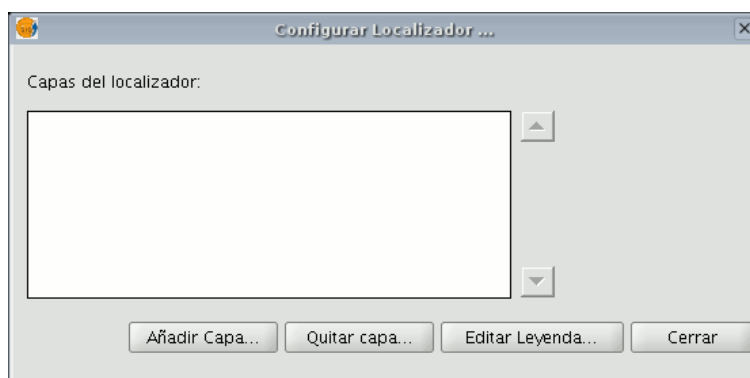 Configurar Localizador ...
Capas del localizador:
Añadir Capa... Quitar capa... Editar Leyenda... Cerrar